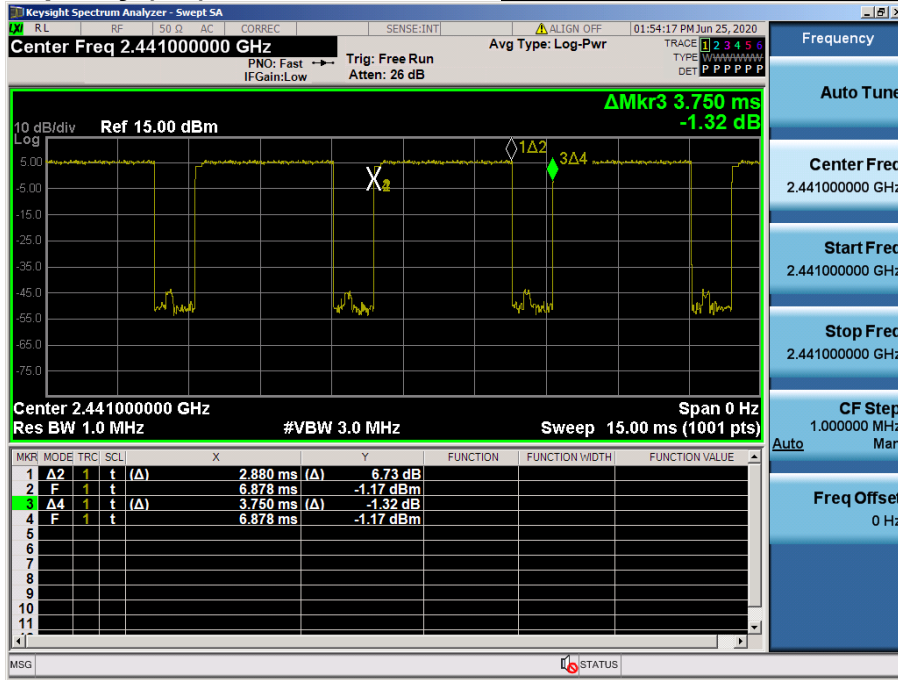 Keysight Spectrum Analyzer - Swept SA
LXI RL RF 50 Ω AC CORREC SENSE:INT ALIGN OFF 01:54:17 PM Jun 25, 2020
Center Freq 2.441000000 GHz
PNO: Fast
IFGain:Low
Trig: Free Run
Atten: 26 dB
Avg Type: Log-Pwr
TRACE 1 2 3 4 5 6
TYPE WWWWWW
DET P P P P P P
ΔMkr3 3.750 ms
-1.32 dB
10 dB/div Ref 15.00 dBm
Log
1Δ2
3Δ4
5.00
-5.00
-15.0
-25.0
-35.0
-45.0
-55.0
-65.0
-75.0
Center 2.441000000 GHz Span 0 Hz
Res BW 1.0 MHz #VBW 3.0 MHz Sweep 15.00 ms (1001 pts)
MKR MODE TRC SCL X Y FUNCTION FUNCTION WIDTH FUNCTION VALUE
1 Δ2 1 t (Δ) 2.880 ms (Δ) 6.73 dB
2 F 1 t 6.878 ms -1.17 dBm
3 Δ4 1 t (Δ) 3.750 ms (Δ) -1.32 dB
4 F 1 t 6.878 ms -1.17 dBm
5
6
7
8
9
10
11
MSG STATUS
Frequency
Auto Tune
Center Freq
2.441000000 GHz
Start Freq
2.441000000 GHz
Stop Freq
2.441000000 GHz
CF Step
1.000000 MHz
Auto Man
Freq Offset
0 Hz